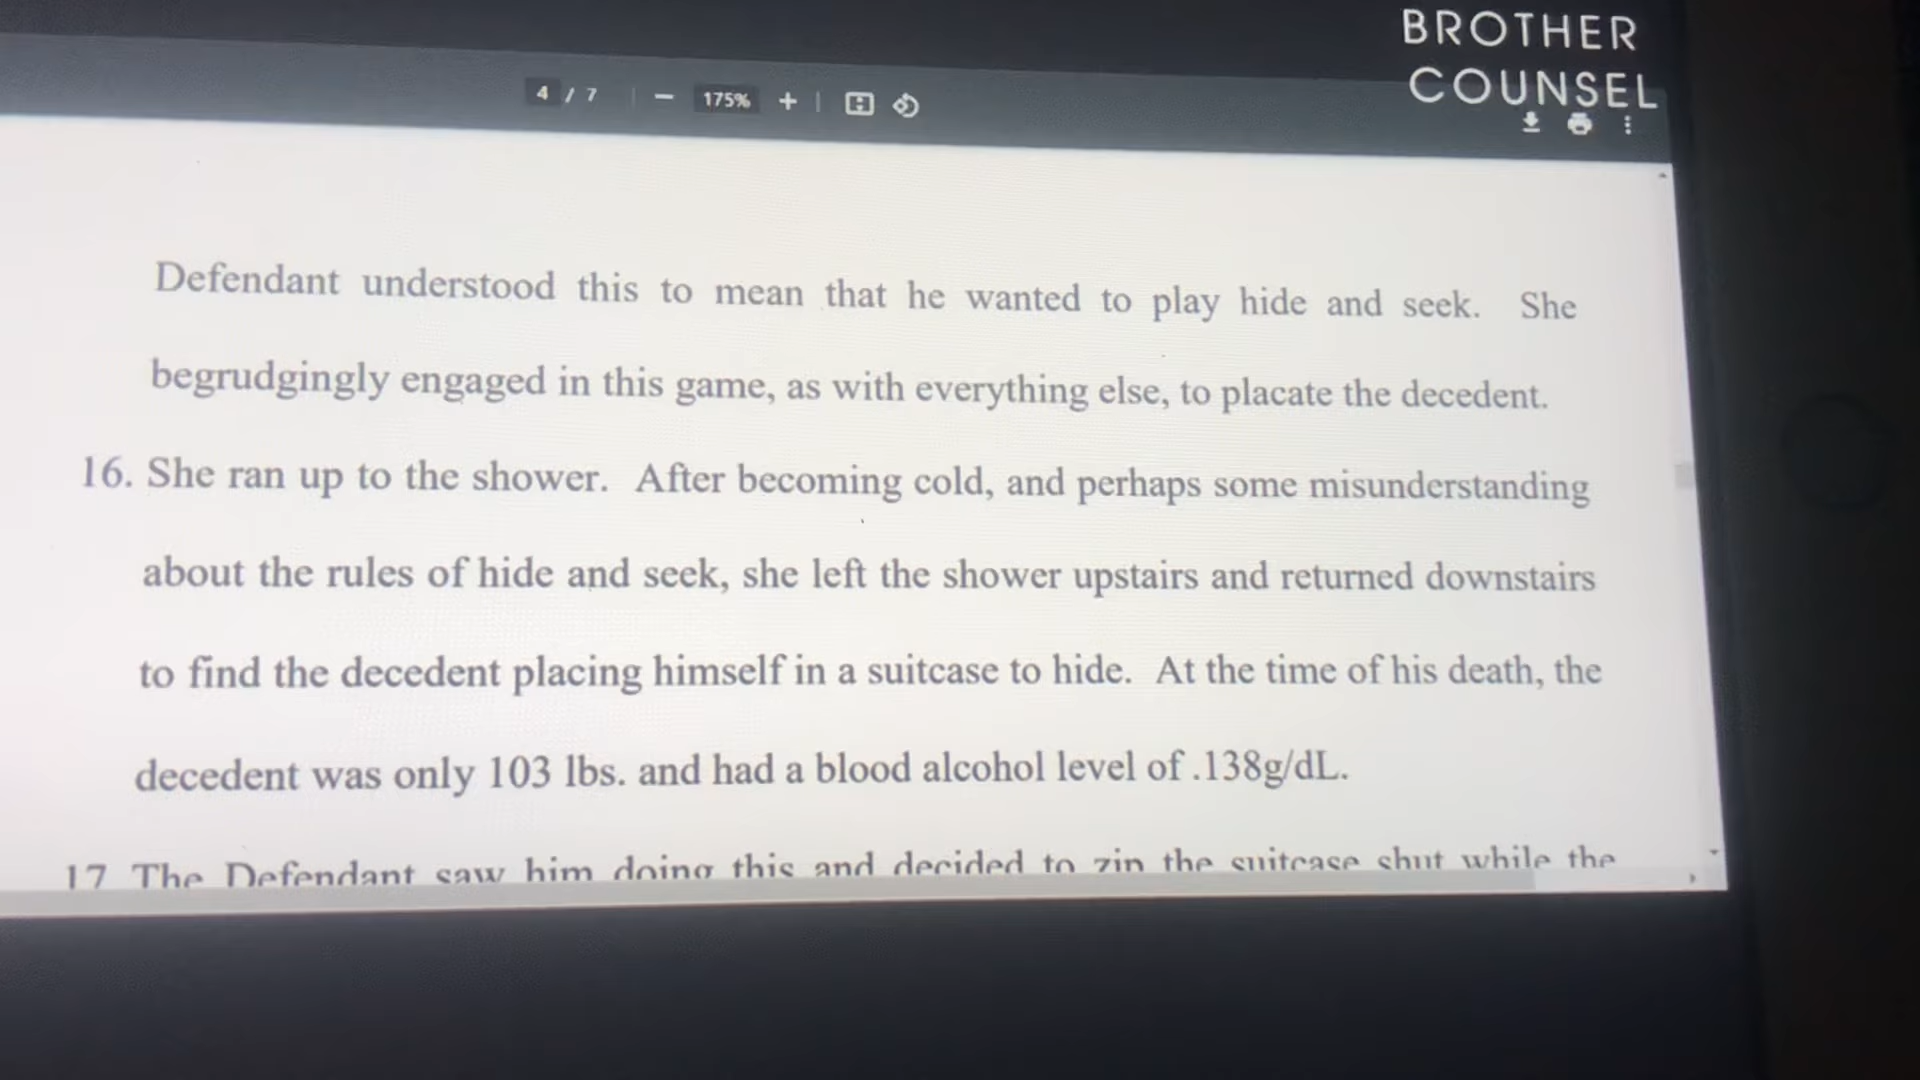 BROTHER
COUNSEL
4 / 7 175%
Defendant understood this to mean that he wanted to play hide and seek. She
begrudgingly engaged in this game, as with everything else, to placate the decedent.
16. She ran up to the shower. After becoming cold, and perhaps some misunderstanding
about the rules of hide and seek, she left the shower upstairs and returned downstairs
to find the decedent placing himself in a suitcase to hide. At the time of his death, the
decedent was only 103 lbs. and had a blood alcohol level of .138g/dL.
17 The Defendant saw him doing this and decided to zip the suitcase shut while the